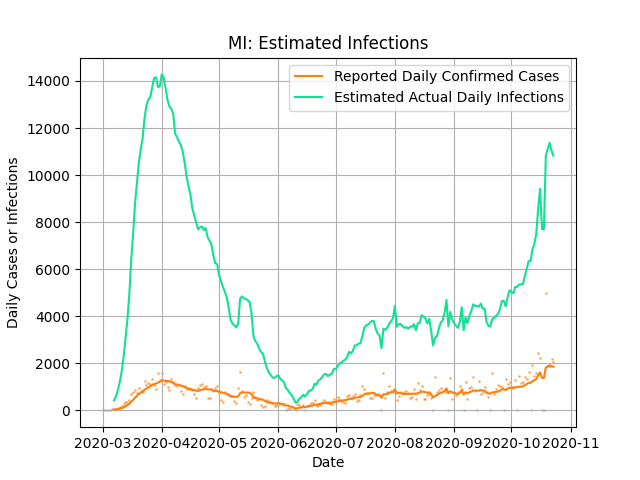 MI: Estimated Infections
Reported Daily Confirmed Cases
Estimated Actual Daily Infections
Daily Cases or Infections
14000
12000
10000
8000
6000
4000
2000
0
2020-03 2020-04 2020-05 2020-06 2020-07 2020-08 2020-09 2020-10 2020-11
Date